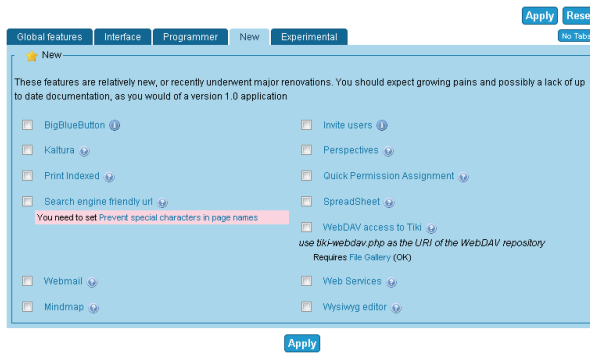 Apply Rese
Global features Interface Programmer New Experimental No Tabs
New
These features are relatively new, or recently underwent major renovations. You should expect growing pains and possibly a lack of up
to date documentation, as you would of a version 1.0 application
BigBlueButton Invite users
Kaltura Perspectives
Print Indexed Quick Permission Assignment
Search engine friendly url SpreadSheet
You need to set Prevent special characters in page names
WebDAV access to Tiki
use tiki-webdav.php as the URI of the WebDAV repository
Requires File Gallery (OK)
Webmail Web Services
Mindmap Wysiwyg editor
Apply